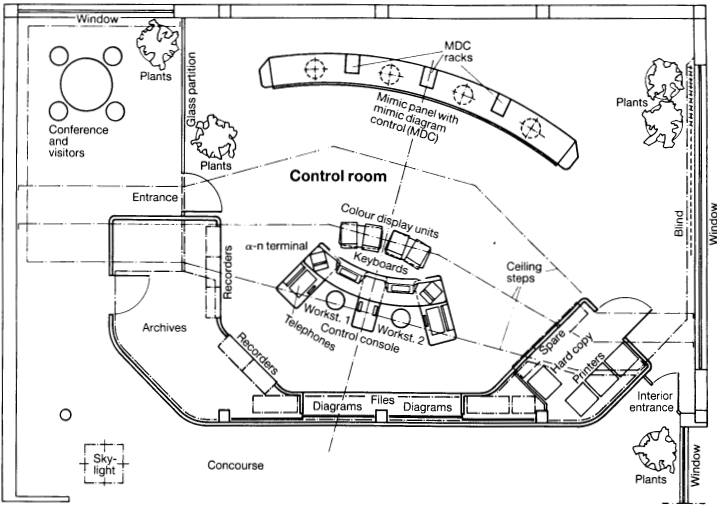 Window
MDC
racks
Plants
Glass partition
Plants
Conference
and
visitors
Mimic panel with
mimic diagram
control (MDC)
Plants
Control room
Entrance
Colour display units
Blind
Window
α-n terminal
Keyboards
Recorders
Ceiling
steps
Workst. 1
Workst. 2
Telephones
Control console
Archives
Recorders
Spare
Hard copy
Printers
Files
Diagrams
Diagrams
Interior
entrance
Sky-
light
Concourse
Plants
Window